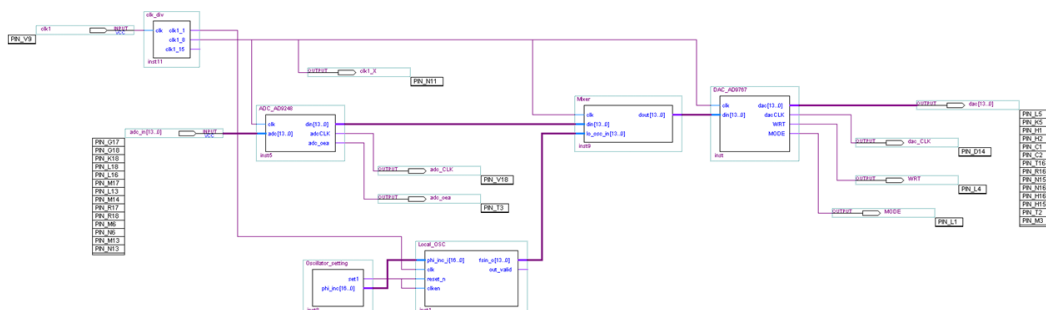 clk1
INPUT
VCC
PIN_V9
clk_div
clk
clk1_1
clk1_8
clk1_15
inst11
OUTPUT
clk1_X
PIN_N11
ADC_AD9248
clk
adc[13..0]
din[13..0]
adcCLK
adc_owa
inst5
adc_in[13..0]
INPUT
VCC
PIN_G17
PIN_G18
PIN_K18
PIN_L18
PIN_L16
PIN_M17
PIN_L13
PIN_M14
PIN_R17
PIN_R18
PIN_M6
PIN_N6
PIN_M13
PIN_N13
OUTPUT
adc_CLK
PIN_V18
OUTPUT
adc_owa
PIN_T3
Mixer
clk
din[13..0]
lo_osc_in[13..0]
dout[13..0]
inst9
DAC_AD9767
clk
din[13..0]
dac[13..0]
dacCLK
WRT
MODE
inst
OUTPUT
dac[13..0]
PIN_L5
PIN_K5
PIN_H1
PIN_H2
PIN_C1
PIN_C2
PIN_T16
PIN_R16
PIN_N15
PIN_N16
PIN_H16
PIN_H15
PIN_T2
PIN_M3
OUTPUT
dac_CLK
PIN_D14
OUTPUT
WRT
PIN_L4
OUTPUT
MODE
PIN_L1
Local_OSC
phi_inc_i[15..0]
clk
reset_n
clken
fsin_o[13..0]
out_valid
Oscillator_setting
set1
phi_inc[15..0]